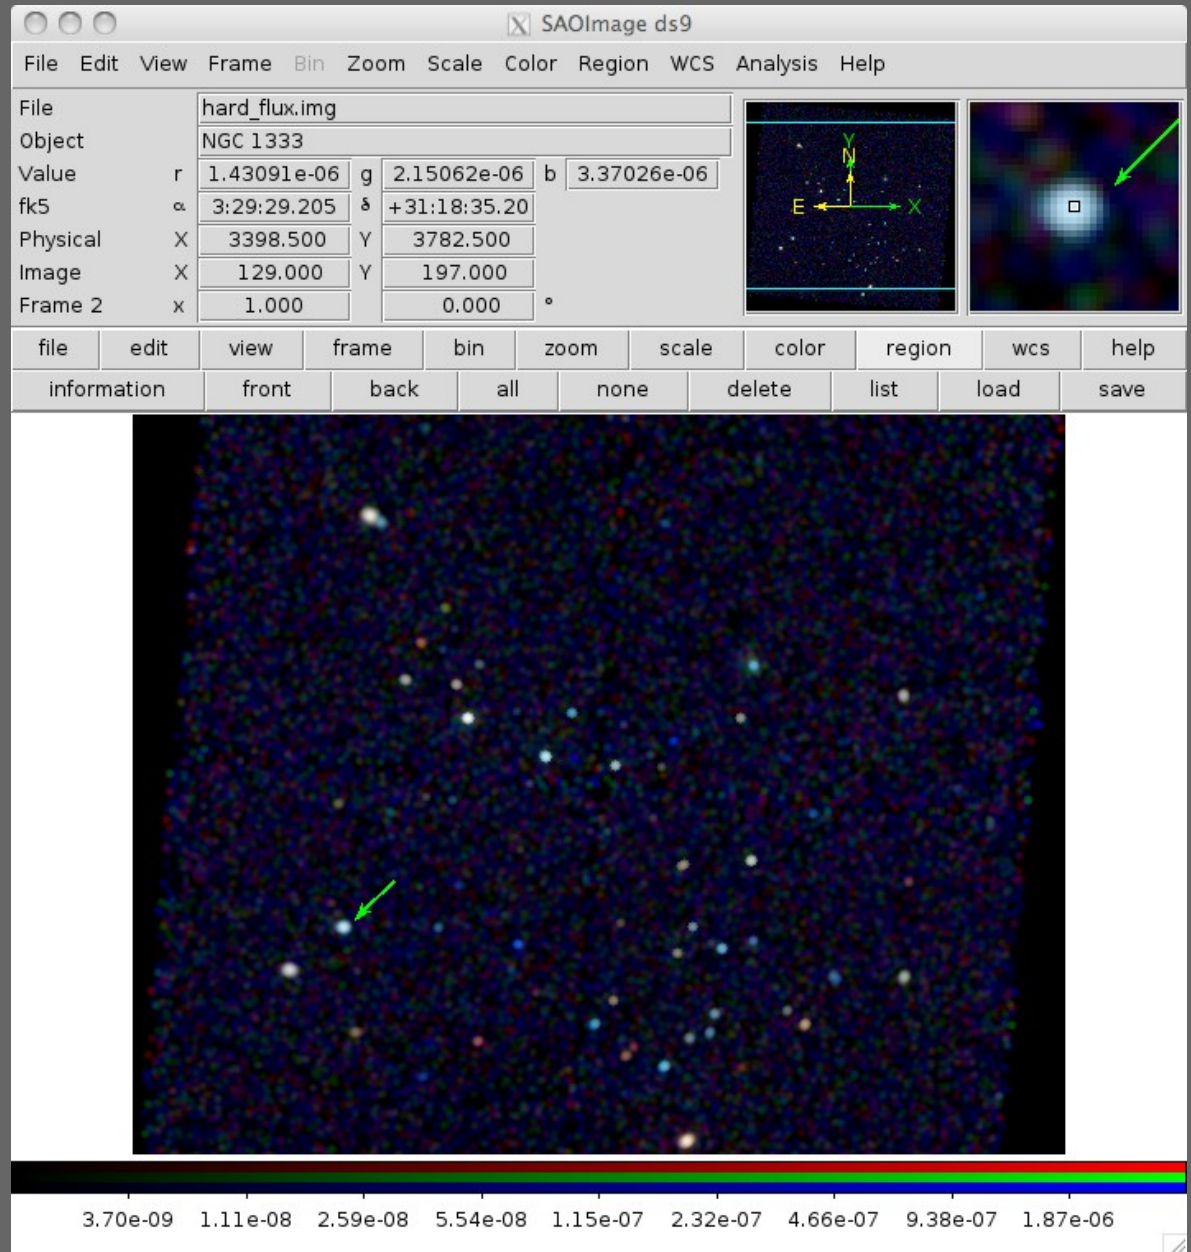 SAOImage ds9
File Edit View Frame Bin Zoom Scale Color Region WCS Analysis Help
File hard_flux.img
Object NGC 1333
Value r 1.43091e-06 g 2.15062e-06 b 3.37026e-06
fk5 α 3:29:29.205 δ +31:18:35.20
Physical X 3398.500 Y 3782.500
Image X 129.000 Y 197.000
Frame 2 x 1.000 0.000 °
Y
N
E X
file edit view frame bin zoom scale color region wcs help
information front back all none delete list load save
3.70e-09 1.11e-08 2.59e-08 5.54e-08 1.15e-07 2.32e-07 4.66e-07 9.38e-07 1.87e-06